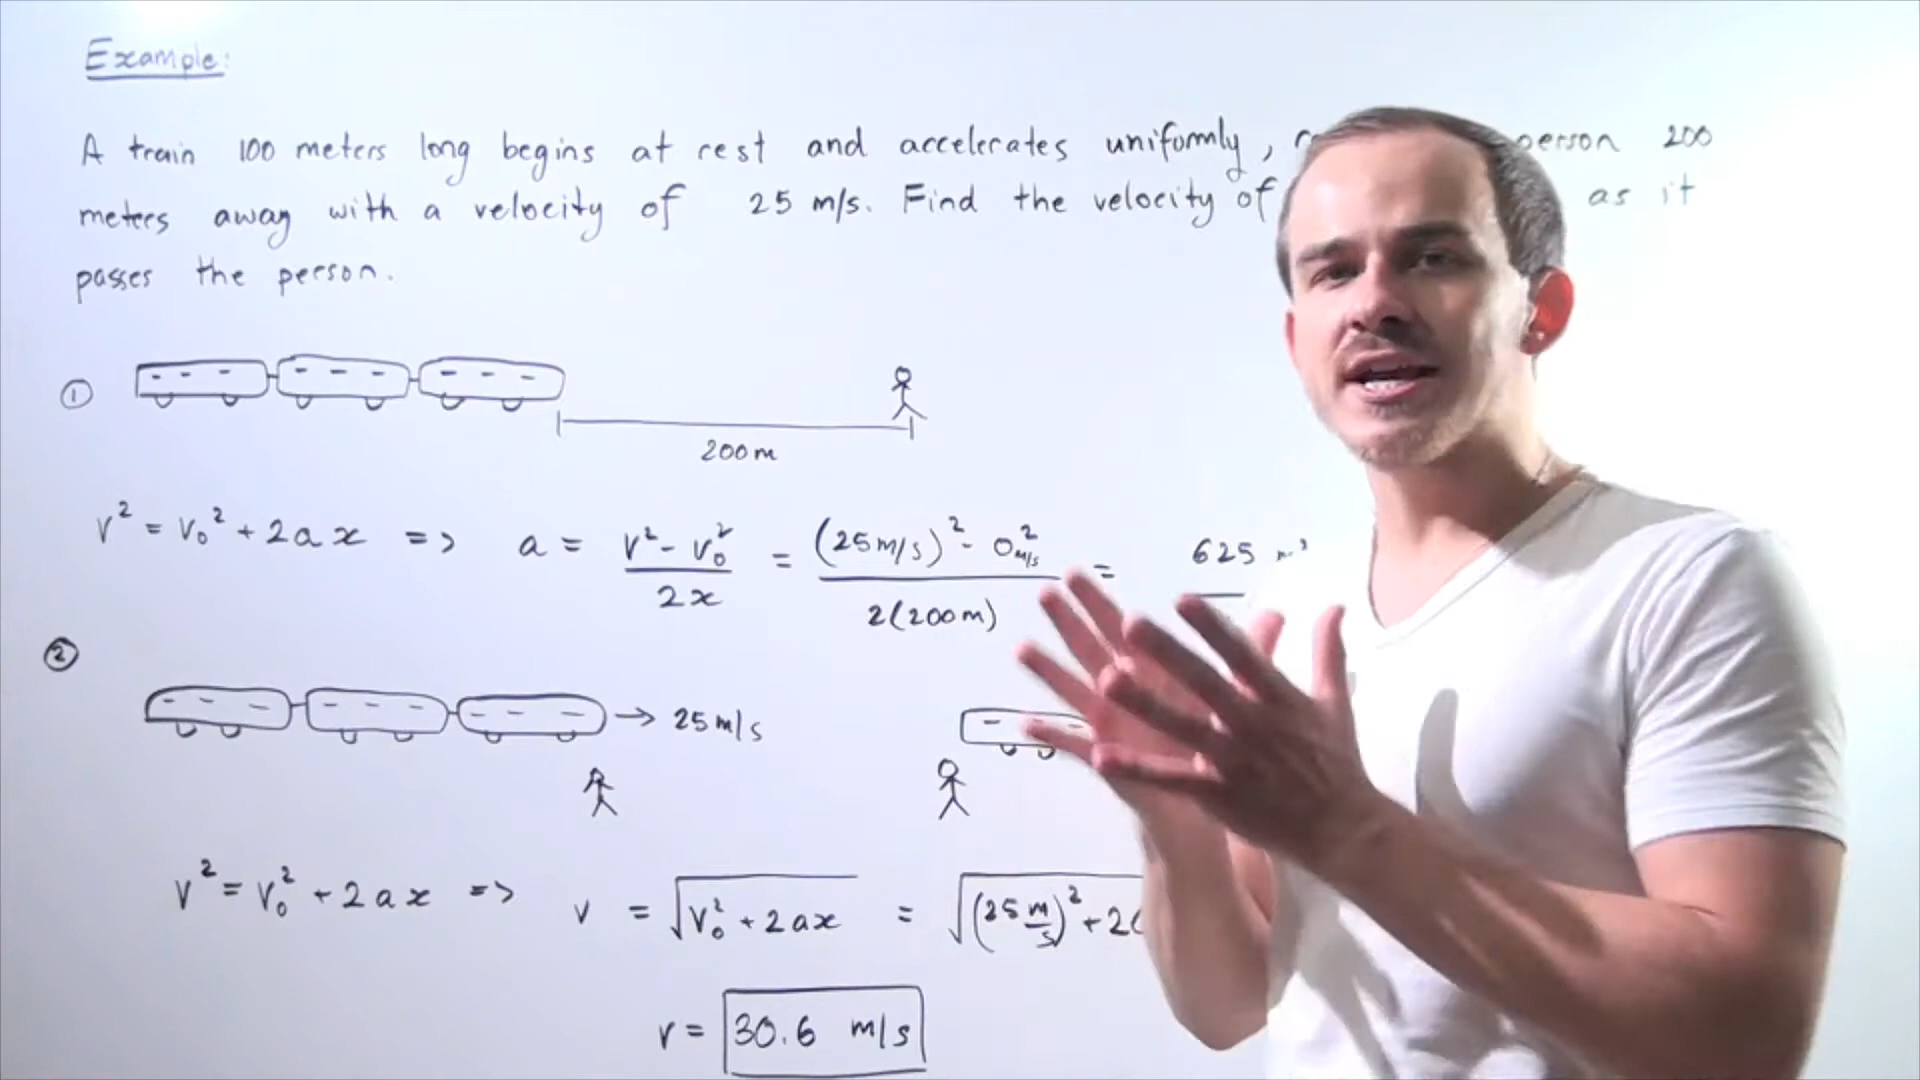 Example:
A train 100 meters long begins at rest and accelerates uniformly, person 200
meters away with a velocity of 25 m/s. Find the velocity of as it
passes the person.
①
200m
v² = v₀² + 2ax => a = v² - v₀² / 2x = (25m/s)² - 0²m/s / 2(200m) = 625
②
→ 25 m/s
v² = v₀² + 2ax => v = √v₀² + 2ax = √(25 m/s)² + 2(
v = 30.6 m/s